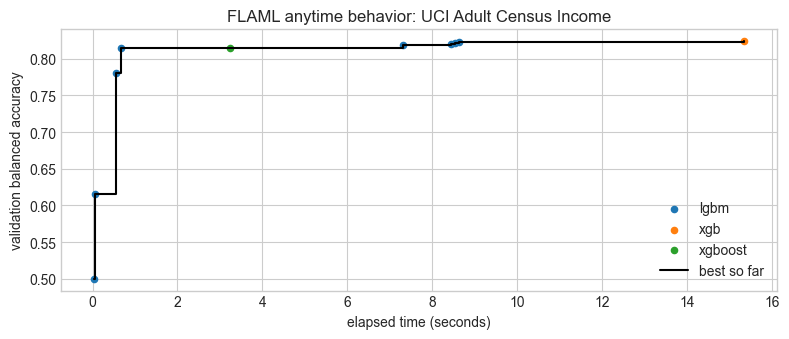 FLAML anytime behavior: UCI Adult Census Income
validation balanced accuracy
0.80
0.75
0.70
0.65
0.60
0.55
0.50
lgbm
xgb
xgboost
best so far
0 2 4 6 8 10 12 14 16
elapsed time (seconds)